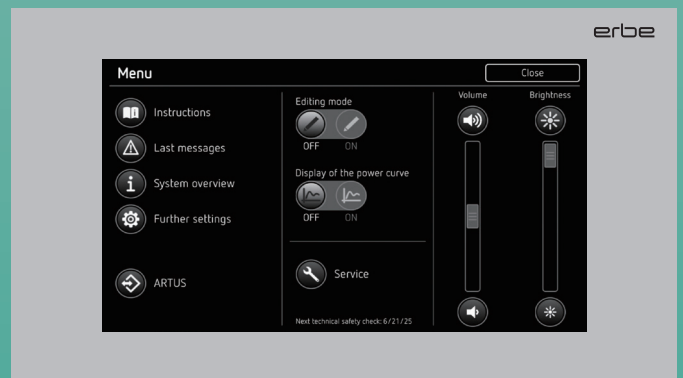 erbe
Menu
Close
Instructions
Last messages
System overview
Further settings
ARTUS
Editing mode
OFF ON
Display of the power curve
OFF ON
Service
Next technical safety check: 6/21/25
Volume
Brightness